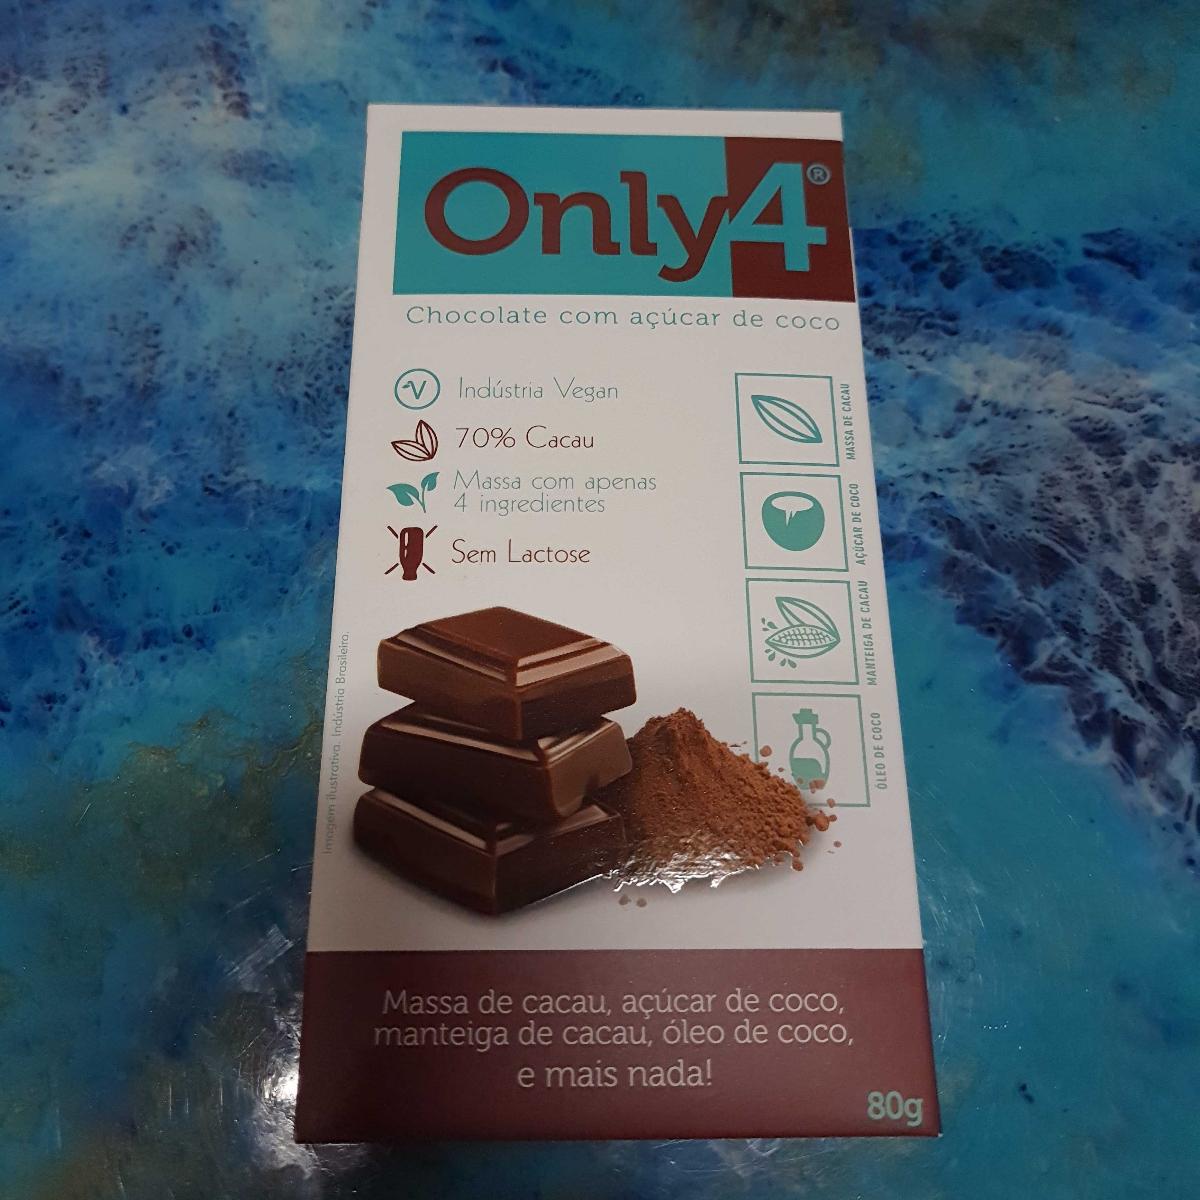 Only4®
Chocolate com açúcar de coco
Indústria Vegan
70% Cacau
Massa com apenas
4 ingredientes
Sem Lactose
MASSA DE CACAU
AÇÚCAR DE COCO
MANTEIGA DE CACAU
ÓLEO DE COCO
Imagem ilustrativa. Indústria Brasileira.
Massa de cacau, açúcar de coco,
manteiga de cacau, óleo de coco,
e mais nada!
80g